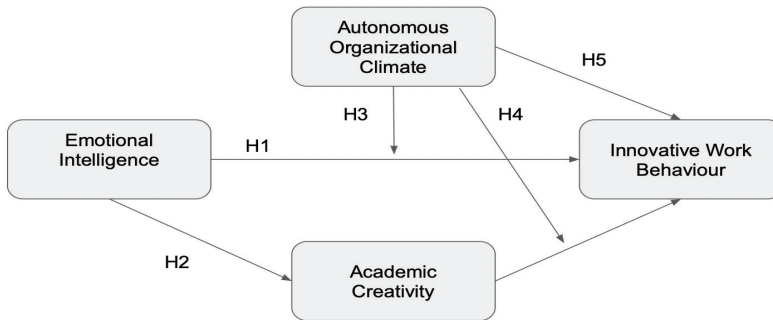 Autonomous
Organizational
Climate
H5
H3
H4
Emotional
Intelligence
H1
Innovative Work
Behaviour
H2
Academic
Creativity